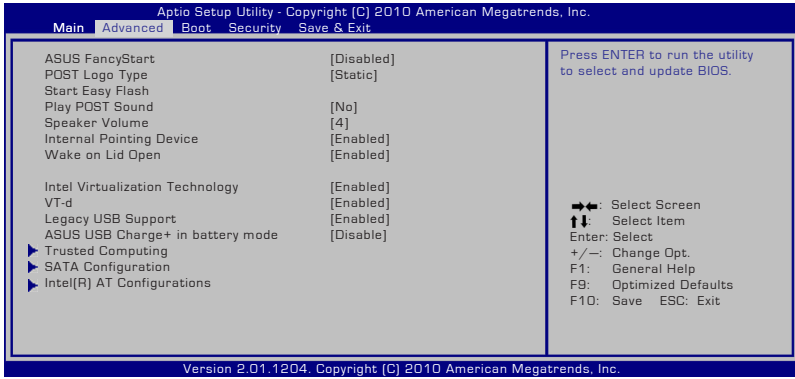 Aptio Setup Utility - Copyright (C) 2010 American Megatrends, Inc.
Main Advanced Boot Security Save & Exit
ASUS FancyStart [Disabled]
POST Logo Type [Static]
Start Easy Flash
Play POST Sound [No]
Speaker Volume [4]
Internal Pointing Device [Enabled]
Wake on Lid Open [Enabled]
Intel Virtualization Technology [Enabled]
VT-d [Enabled]
Legacy USB Support [Enabled]
ASUS USB Charge+ in battery mode [Disable]
Trusted Computing
SATA Configuration
Intel(R) AT Configurations
Press ENTER to run the utility
to select and update BIOS.
→←: Select Screen
↑↓: Select Item
Enter: Select
+/—: Change Opt.
F1: General Help
F9: Optimized Defaults
F10: Save ESC: Exit
Version 2.01.1204. Copyright (C) 2010 American Megatrends, Inc.